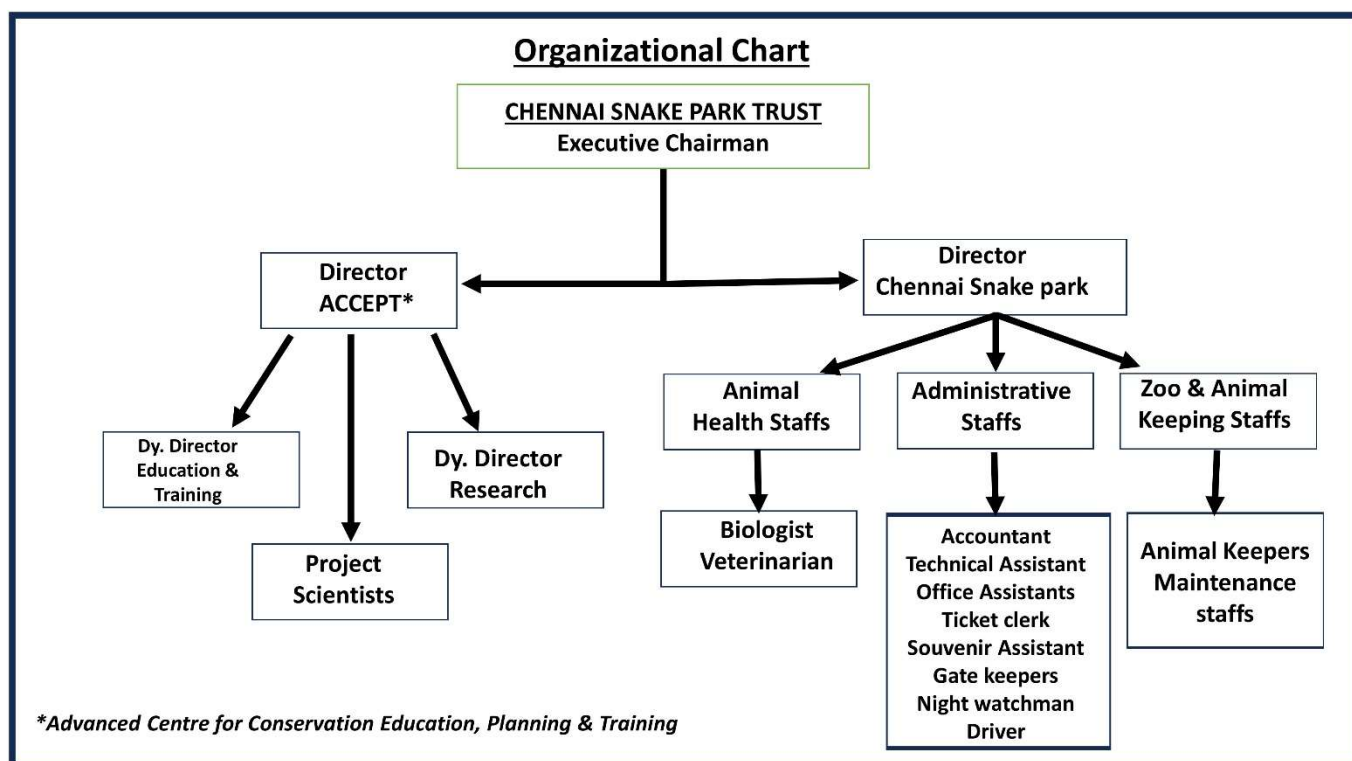 Organizational Chart
CHENNAI SNAKE PARK TRUST
Executive Chairman
Director
ACCEPT*
Director
Chennai Snake park
Dy. Director
Education &
Training
Project
Scientists
Dy. Director
Research
Animal
Health Staffs
Administrative
Staffs
Zoo & Animal
Keeping Staffs
Biologist
Veterinarian
Accountant
Technical Assistant
Office Assistants
Ticket clerk
Souvenir Assistant
Gate keepers
Night watchman
Driver
Animal Keepers
Maintenance
staffs
*Advanced Centre for Conservation Education, Planning & Training